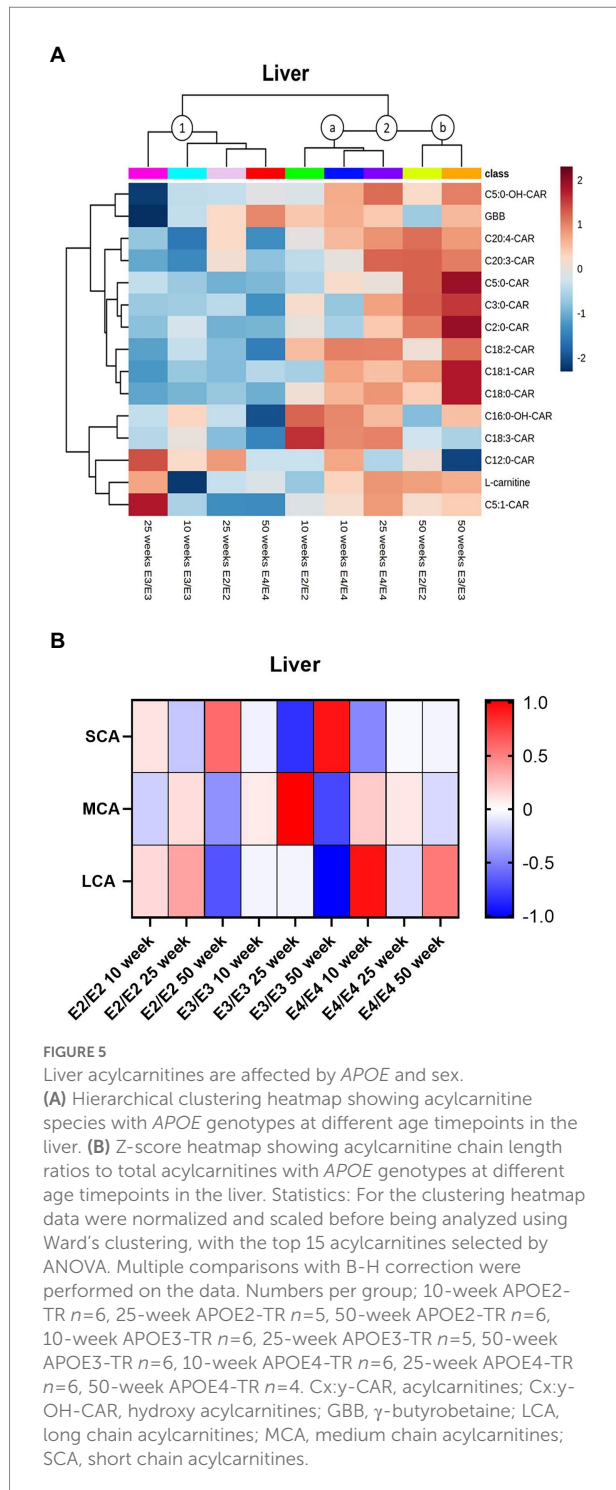 A
Liver
1
a
2
b
class
C5:0-OH-CAR
GBB
C20:4-CAR
C20:3-CAR
C5:0-CAR
C3:0-CAR
C2:0-CAR
C18:2-CAR
C18:1-CAR
C18:0-CAR
C16:0-OH-CAR
C18:3-CAR
C12:0-CAR
L-carnitine
C5:1-CAR
2
1
0
-1
-2
25 weeks E3/E3
10 weeks E3/E3
25 weeks E2/E2
50 weeks E4/E4
10 weeks E2/E2
10 weeks E4/E4
25 weeks E4/E4
50 weeks E2/E2
50 weeks E3/E3
B
Liver
SCA
MCA
LCA
1.0
0.5
0
-0.5
-1.0
E2/E2 10 week
E2/E2 25 week
E2/E2 50 week
E3/E3 10 week
E3/E3 25 week
E3/E3 50 week
E4/E4 10 week
E4/E4 25 week
E4/E4 50 week
FIGURE 5
Liver acylcarnitines are affected by APOE and sex.
(A) Hierarchical clustering heatmap showing acylcarnitine
species with APOE genotypes at different age timepoints in the
liver. (B) Z-score heatmap showing acylcarnitine chain length
ratios to total acylcarnitines with APOE genotypes at different
age timepoints in the liver. Statistics: For the clustering heatmap
data were normalized and scaled before being analyzed using
Ward's clustering, with the top 15 acylcarnitines selected by
ANOVA. Multiple comparisons with B-H correction were
performed on the data. Numbers per group; 10-week APOE2-
TR n=6, 25-week APOE2-TR n=5, 50-week APOE2-TR n=6,
10-week APOE3-TR n=6, 25-week APOE3-TR n=5, 50-week
APOE3-TR n=6, 10-week APOE4-TR n=6, 25-week APOE4-TR
n=6, 50-week APOE4-TR n=4. Cx:y-CAR, acylcarnitines; Cx:y-
OH-CAR, hydroxy acylcarnitines; GBB, γ-butyrobetaine; LCA,
long chain acylcarnitines; MCA, medium chain acylcarnitines;
SCA, short chain acylcarnitines.